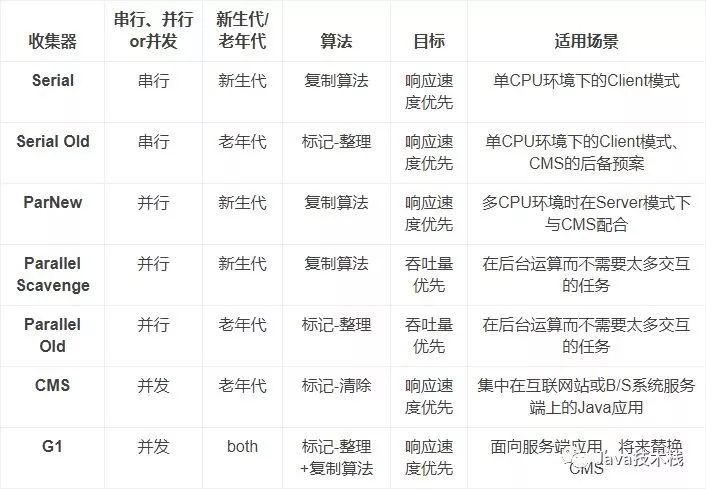 收集器
串行、并行
or并发
新生代/
老年代
算法
目标
适用场景
Serial
串行
新生代
复制算法
响应速
度优先
单CPU环境下的Client模式
Serial Old
串行
老年代
标记-整理
响应速
度优先
单CPU环境下的Client模式、
CMS的后备预案
ParNew
并行
新生代
复制算法
响应速
度优先
多CPU环境时在Server模式下
与CMS配合
Parallel
Scavenge
并行
新生代
复制算法
吞吐量
优先
在后台运算而不需要太多交互
的任务
Parallel
Old
并行
老年代
标记-整理
吞吐量
优先
在后台运算而不需要太多交互
的任务
CMS
并发
老年代
标记-清除
响应速
度优先
集中在互联网站或B/S系统服务
端上的Java应用
G1
并发
both
标记-整理
+复制算法
响应速
度优先
面向服务端应用，将来替换
CMS
Java技术栈